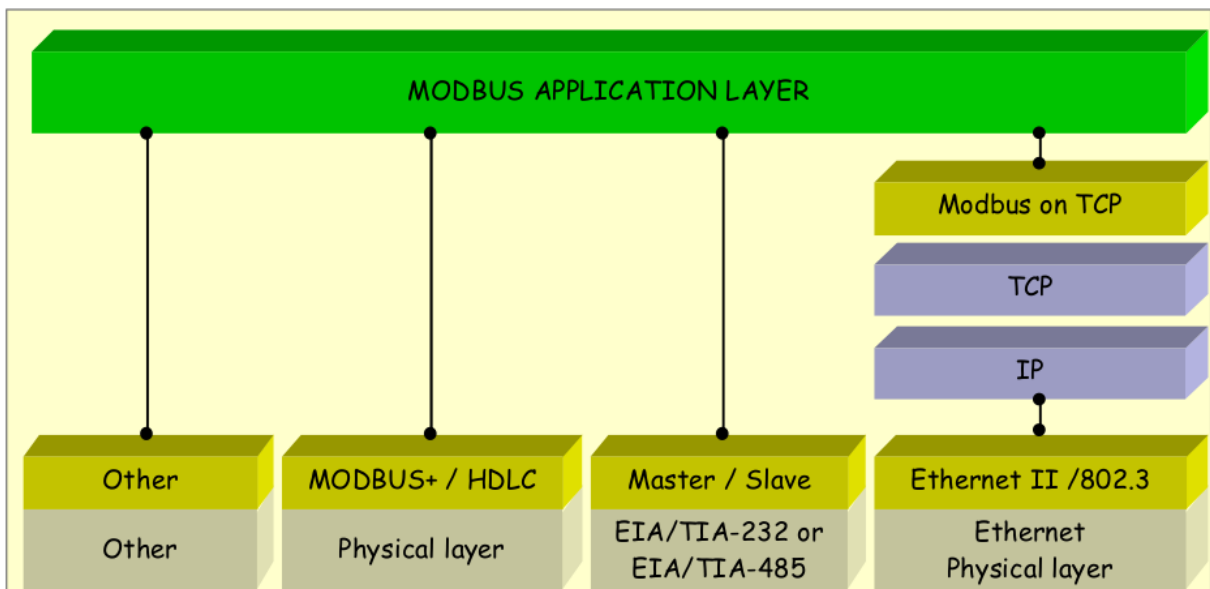 MODBUS APPLICATION LAYER
Modbus on TCP
TCP
IP
Other
MODBUS+ / HDLC
Master / Slave
Ethernet II /802.3
Other
Physical layer
EIA/TIA-232 or
EIA/TIA-485
Ethernet
Physical layer